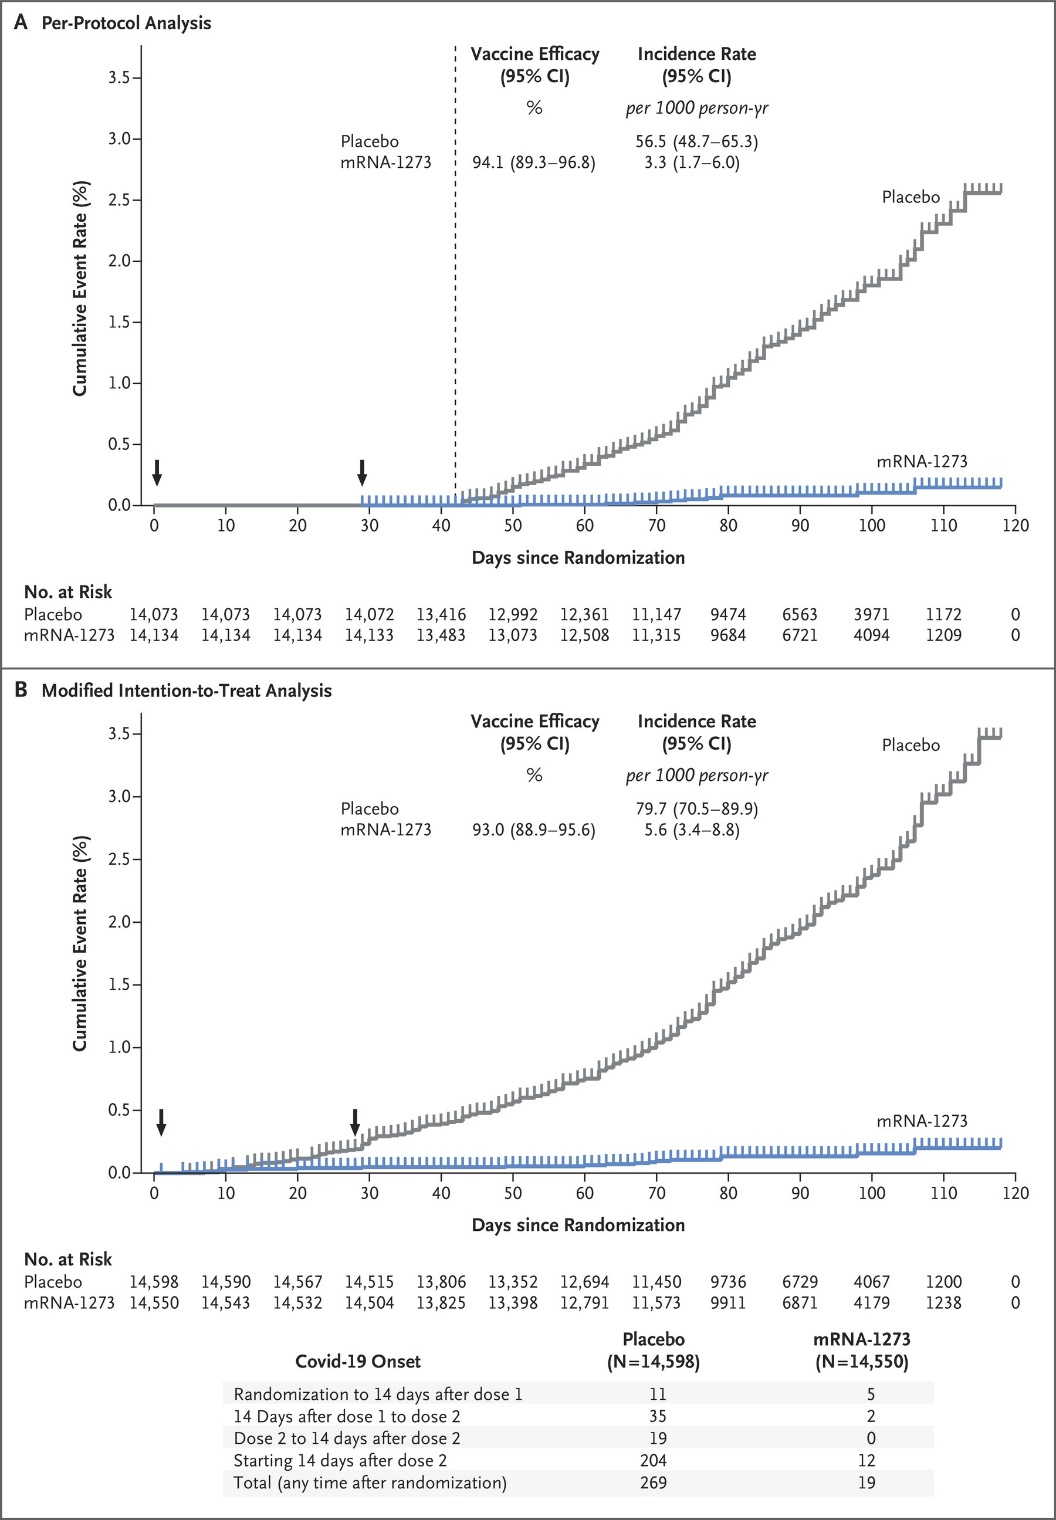 A Per-Protocol Analysis
Vaccine Efficacy Incidence Rate
(95% CI) (95% CI)
% per 1000 person-yr
Placebo 56.5 (48.7–65.3)
mRNA-1273 94.1 (89.3–96.8) 3.3 (1.7–6.0)
Cumulative Event Rate (%)
3.5
3.0
2.5
2.0
1.5
1.0
0.5
0.0
Placebo
mRNA-1273
0 10 20 30 40 50 60 70 80 90 100 110 120
Days since Randomization
No. at Risk
Placebo 14,073 14,073 14,073 14,072 13,416 12,992 12,361 11,147 9474 6563 3971 1172 0
mRNA-1273 14,134 14,134 14,134 14,133 13,483 13,073 12,508 11,315 9684 6721 4094 1209 0
B Modified Intention-to-Treat Analysis
Vaccine Efficacy Incidence Rate
(95% CI) (95% CI)
% per 1000 person-yr
Placebo 79.7 (70.5–89.9)
mRNA-1273 93.0 (88.9–95.6) 5.6 (3.4–8.8)
Cumulative Event Rate (%)
3.5
3.0
2.5
2.0
1.5
1.0
0.5
0.0
Placebo
mRNA-1273
0 10 20 30 40 50 60 70 80 90 100 110 120
Days since Randomization
No. at Risk
Placebo 14,598 14,590 14,567 14,515 13,806 13,352 12,694 11,450 9736 6729 4067 1200 0
mRNA-1273 14,550 14,543 14,532 14,504 13,825 13,398 12,791 11,573 9911 6871 4179 1238 0
Placebo mRNA-1273
Covid-19 Onset (N=14,598) (N=14,550)
Randomization to 14 days after dose 1 11 5
14 Days after dose 1 to dose 2 35 2
Dose 2 to 14 days after dose 2 19 0
Starting 14 days after dose 2 204 12
Total (any time after randomization) 269 19